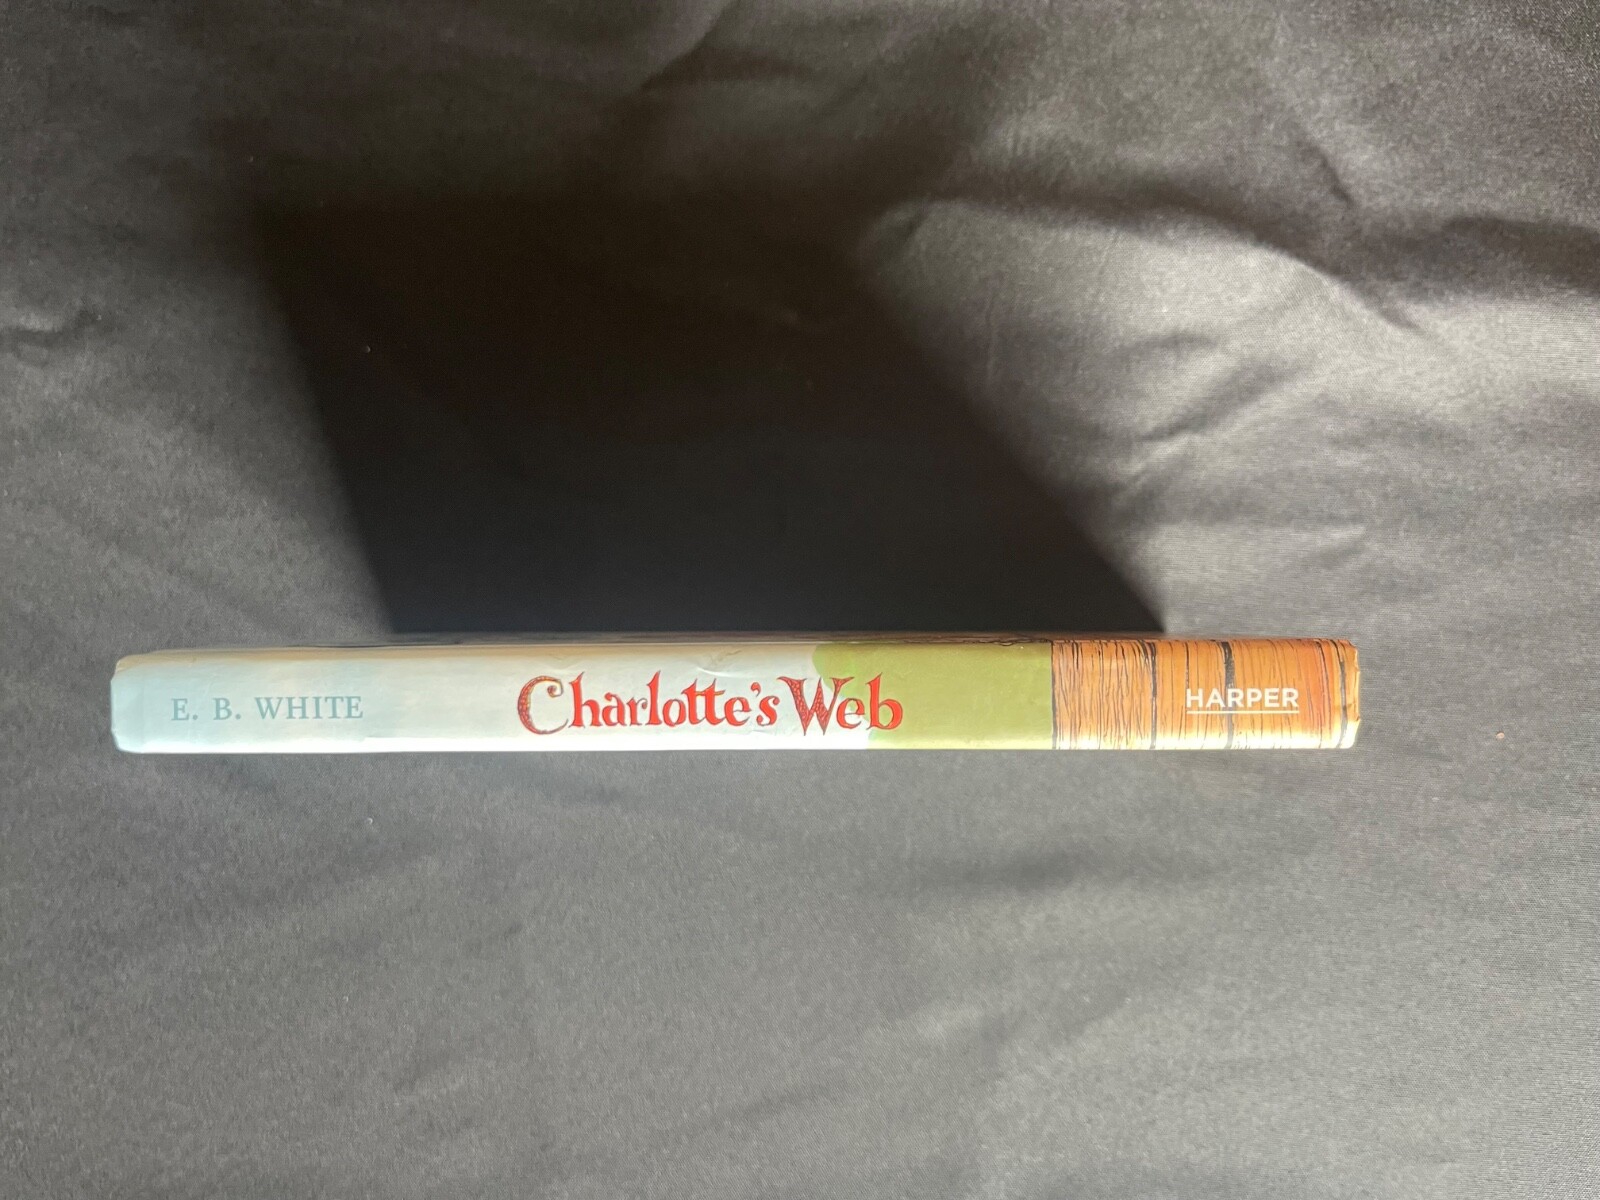 E. B. WHITE
Charlotte's Web
HARPER